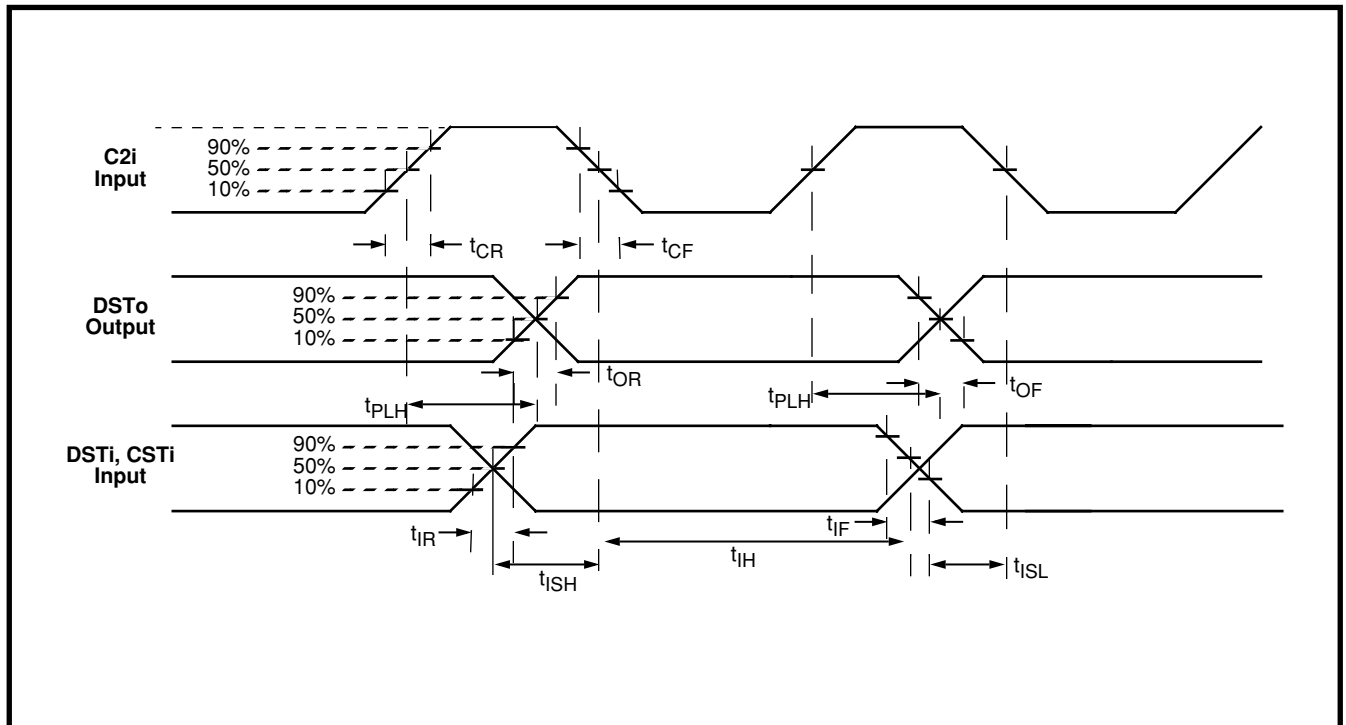 C2i
Input
90%
50%
10%
tCR
tCF
DSTo
Output
90%
50%
10%
tOR
tOF
tPLH
tPLH
DSTi, CSTi
Input
90%
50%
10%
tIR
tIF
tISH
tIH
tISL